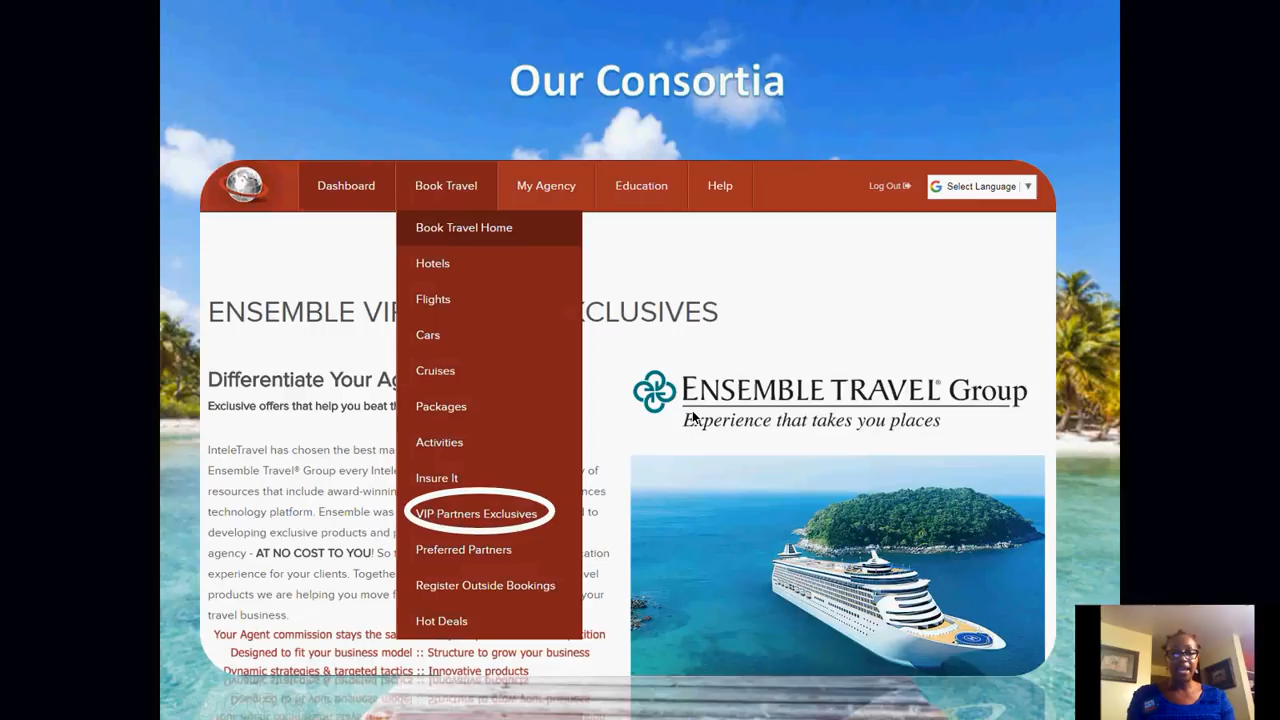 Our Consortia
Dashboard
Book Travel
My Agency
Education
Help
Log Out
Select Language
Book Travel Home
Hotels
Flights
Cars
Cruises
Packages
Activities
Insure It
VIP Partners Exclusives
Preferred Partners
Register Outside Bookings
Hot Deals
ENSEMBLE VI
CLUSIVES
Differentiate Your A
Exclusive offers that help you beat t
InteleTravel has chosen the best ma
Ensemble Travel® Group every Intel
y of
resources that include award-winnin
nces
technology platform. Ensemble was
d to
developing exclusive products and p
agency - AT NO COST TO YOU! So t
ation
experience for your clients. Togethe
vel
products we are helping you move f
travel business.
Your Agent commission stays the sa
tition
Designed to fit your business model :: Structure to grow your business
Dynamic strategies & targeted tactics :: Innovative products
ENSEMBLE TRAVEL® Group
Experience that takes you places